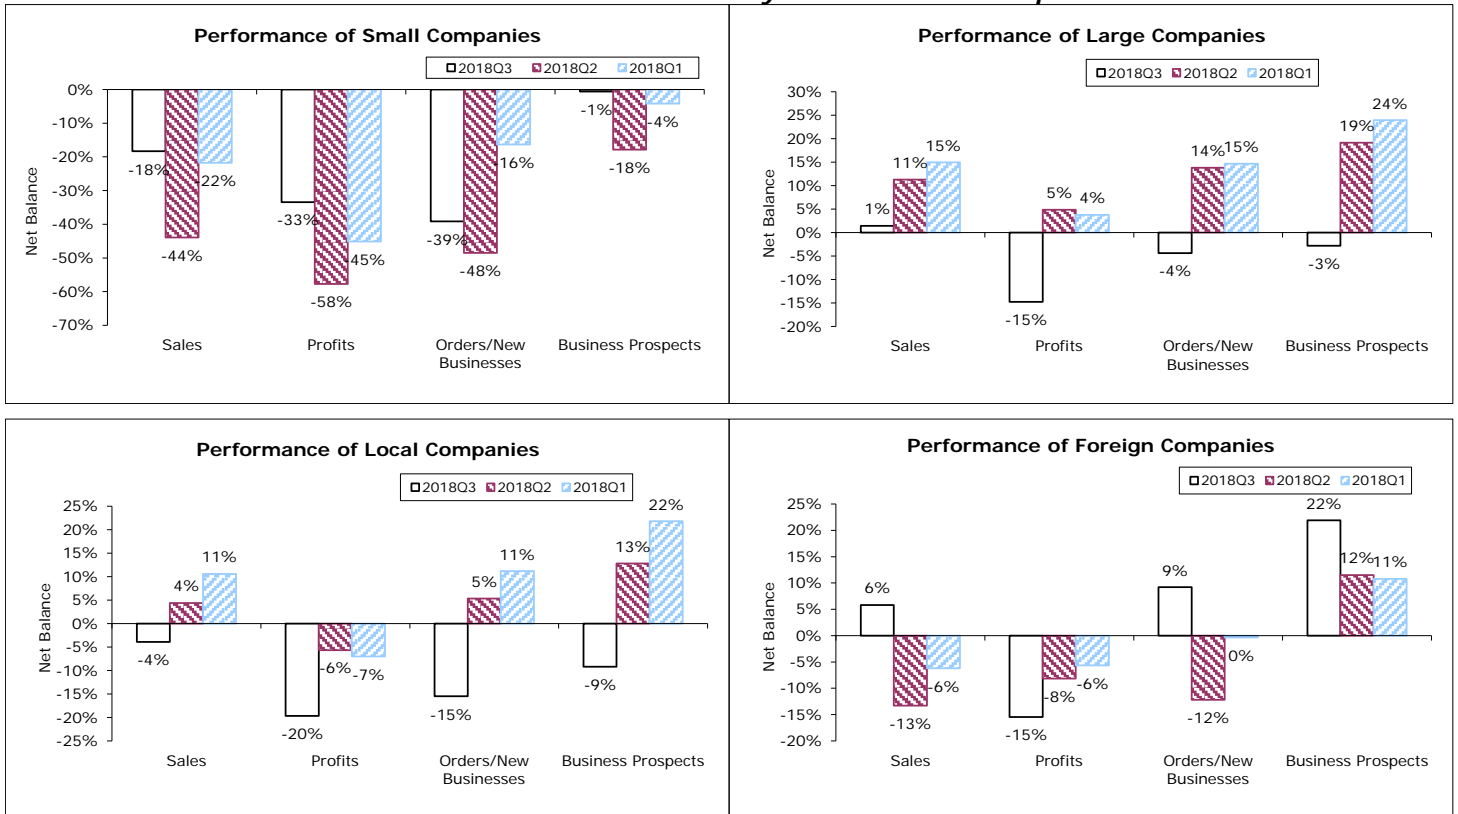 Performance of Small Companies
2018Q3 2018Q2 2018Q1
Net Balance
0%
-10%
-20%
-30%
-40%
-50%
-60%
-70%
-18%
-44%
-22%
-33%
-58%
-45%
-39%
-48%
-16%
-1%
-18%
-4%
Sales
Profits
Orders/New
Businesses
Business Prospects
Performance of Large Companies
2018Q3 2018Q2 2018Q1
Net Balance
30%
25%
20%
15%
10%
5%
0%
-5%
-10%
-15%
-20%
1%
11%
15%
-15%
5%
4%
-4%
14%
15%
-3%
19%
24%
Sales
Profits
Orders/New
Businesses
Business Prospects
Performance of Local Companies
2018Q3 2018Q2 2018Q1
Net Balance
25%
20%
15%
10%
5%
0%
-5%
-10%
-15%
-20%
-25%
-4%
4%
11%
-20%
-6%
-7%
-15%
5%
11%
-9%
13%
22%
Sales
Profits
Orders/New
Businesses
Business Prospects
Performance of Foreign Companies
2018Q3 2018Q2 2018Q1
Net Balance
25%
20%
15%
10%
5%
0%
-5%
-10%
-15%
-20%
6%
-13%
-6%
-15%
-8%
-6%
9%
-12%
0%
22%
12%
11%
Sales
Profits
Orders/New
Businesses
Business Prospects